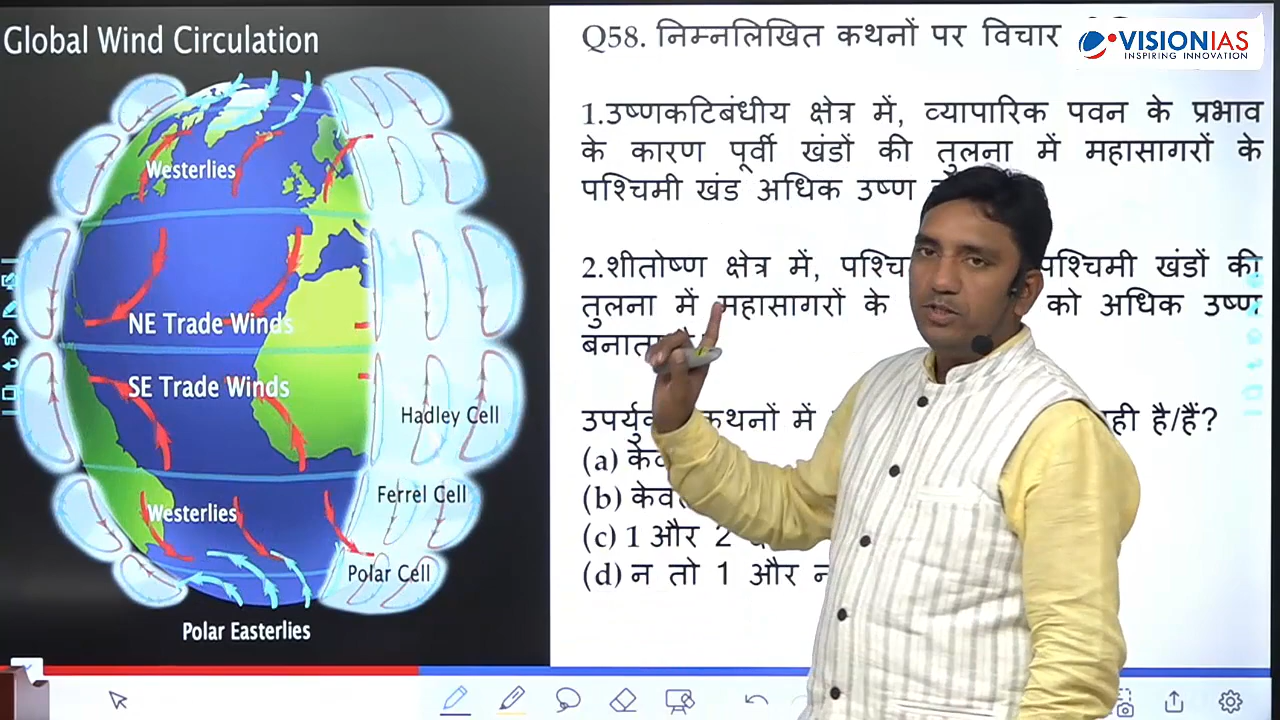 Global Wind Circulation
Westerlies
NE Trade Winds
SE Trade Winds
Hadley Cell
Ferrel Cell
Westerlies
Polar Cell
Polar Easterlies
VISIONIAS
INSPIRING INNOVATION
Q58. निम्नलिखित कथनों पर विचार
1.उष्णकटिबंधीय क्षेत्र में, व्यापारिक पवन के प्रभाव
के कारण पूर्वी खंडों की तुलना में महासागरों के
पश्चिमी खंड अधिक उष्ण
2.शीतोष्ण क्षेत्र में, पश्चिमी खंडों की
तुलना में महासागरों के को अधिक उष्ण
उपर्युक्त कथनों में है/हैं?
(a)
(b)
(c) 1 और 2
(d) न तो 1 और